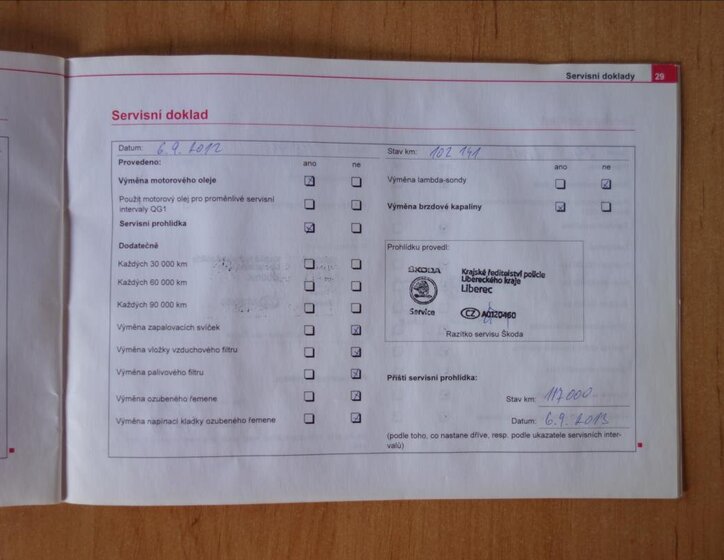 Servisní doklady 29
Servisní doklad
Datum: 6.9.2012
Stav km: 102 141
Provedeno: ano ne
ano ne
Výměna motorového oleje
Výměna lambda-sondy
Použit motorový olej pro proměnlivé servisní
intervaly QG1
Výměna brzdové kapaliny
Servisní prohlídka
Dodatečně
Každých 30 000 km
Každých 60 000 km
Každých 90 000 km
Výměna zapalovacích svíček
Výměna vložky vzduchového filtru
Výměna palivového filtru
Výměna ozubeného řemene
Výměna napínací kladky ozubeného řemene
Prohlídku provedl:
ŠKODA
Service
Krajské ředitelství policie
Libereckého kraje
Liberec
CZ A0120460
Razítko servisu Škoda
Příští servisní prohlídka:
Stav km: 117 000
Datum: 6.9.2013
(podle toho, co nastane dříve, resp. podle ukazatele servisních inter-
valů)